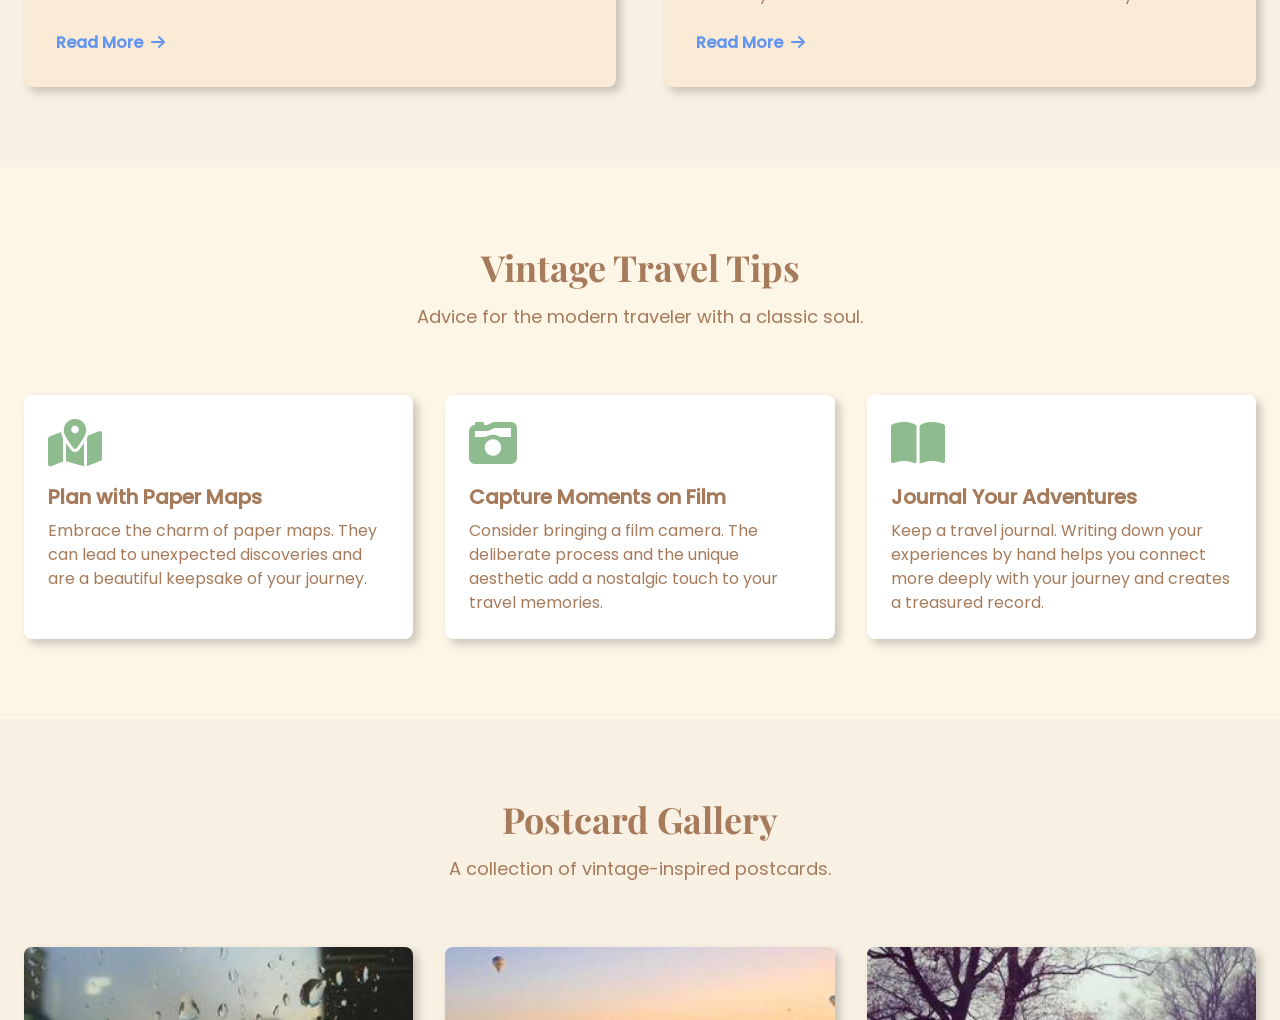 Read More
Read More
Vintage Travel Tips
Advice for the modern traveler with a classic soul.
Plan with Paper Maps
Embrace the charm of paper maps. They
can lead to unexpected discoveries and
are a beautiful keepsake of your journey.
Capture Moments on Film
Consider bringing a film camera. The
deliberate process and the unique
aesthetic add a nostalgic touch to your
travel memories.
Journal Your Adventures
Keep a travel journal. Writing down your
experiences by hand helps you connect
more deeply with your journey and creates
a treasured record.
Postcard Gallery
A collection of vintage-inspired postcards.